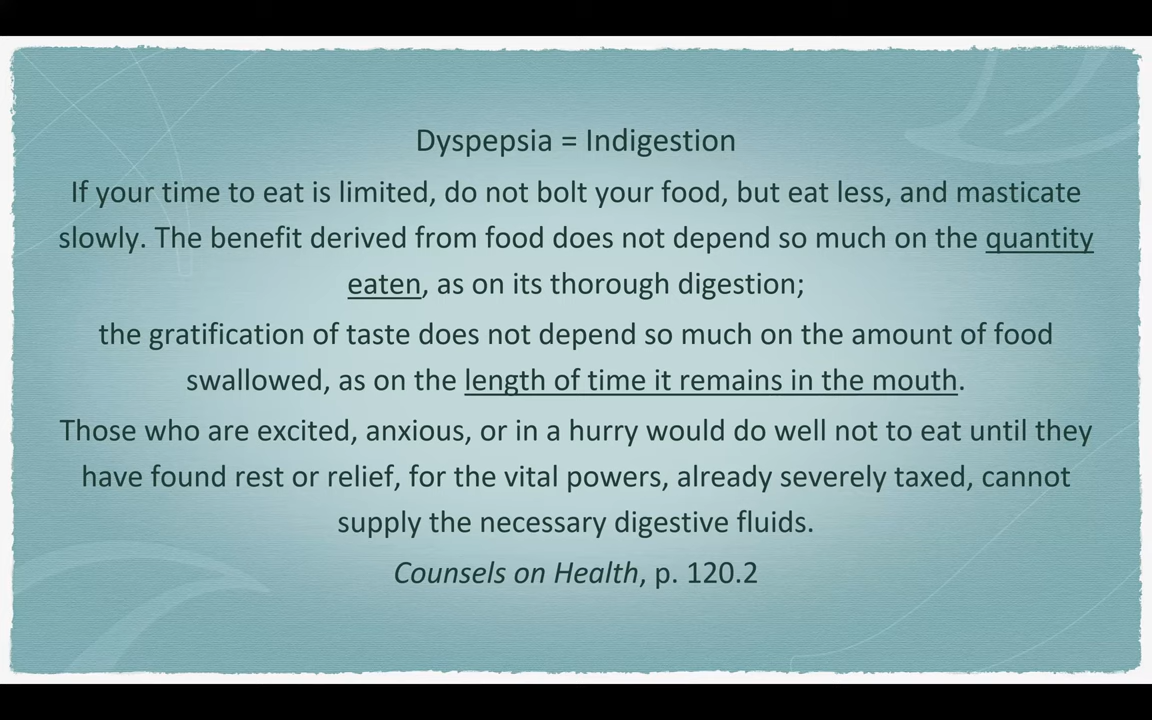 Dyspepsia = Indigestion
If your time to eat is limited, do not bolt your food, but eat less, and masticate
slowly. The benefit derived from food does not depend so much on the quantity
eaten, as on its thorough digestion;
the gratification of taste does not depend so much on the amount of food
swallowed, as on the length of time it remains in the mouth.
Those who are excited, anxious, or in a hurry would do well not to eat until they
have found rest or relief, for the vital powers, already severely taxed, cannot
supply the necessary digestive fluids.
Counsels on Health, p. 120.2